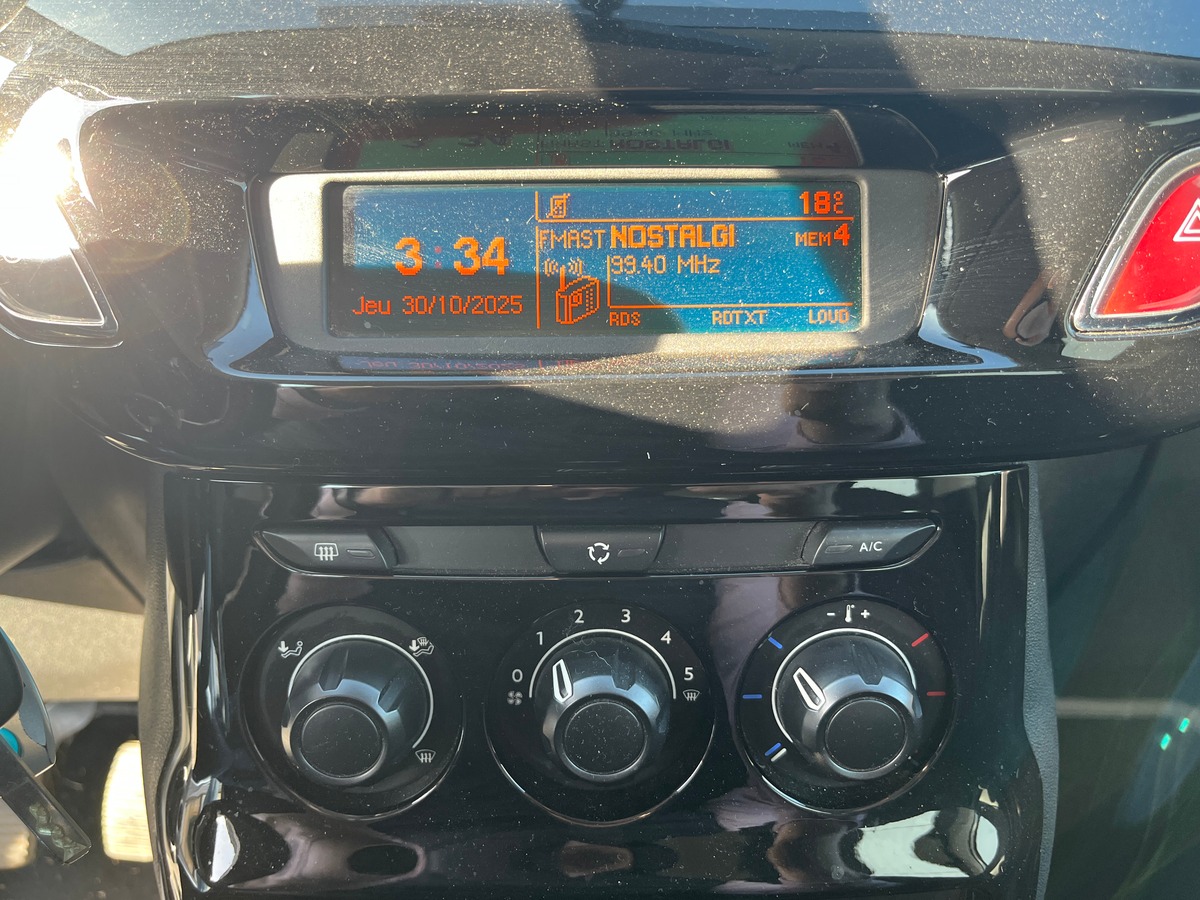 18°C
FMAST NOSTALGI MEM 4
3:34
99.40 MHz
Jeu 30/10/2025
RDS RDTXT LOUD
A/C
0 1 2 3 4 5
- +